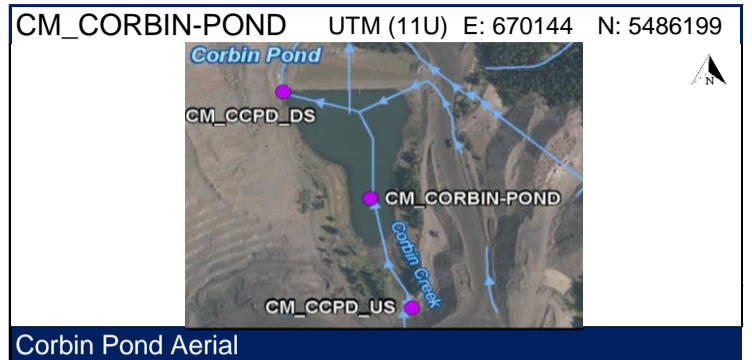 CM_CORBIN-POND UTM (11U) E: 670144 N: 5486199
Corbin Pond
N
CM_CCPD_DS
CM_CORBIN-POND
Corbin Creek
CM_CCPD_US
Corbin Pond Aerial